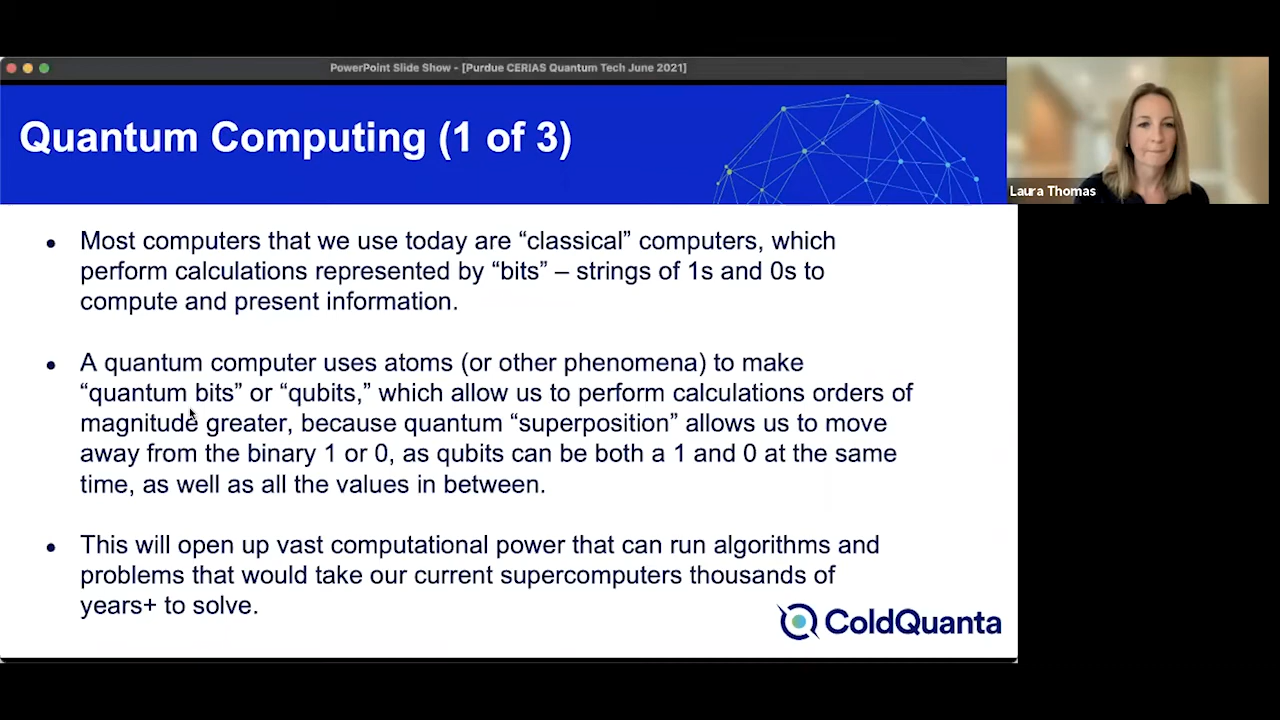 PowerPoint Slide Show - [Purdue CERIAS Quantum Tech June 2021]
Quantum Computing (1 of 3)
Laura Thomas
• Most computers that we use today are “classical” computers, which
perform calculations represented by “bits” – strings of 1s and 0s to
compute and present information.
• A quantum computer uses atoms (or other phenomena) to make
“quantum bits” or “qubits,” which allow us to perform calculations orders of
magnitude greater, because quantum “superposition” allows us to move
away from the binary 1 or 0, as qubits can be both a 1 and 0 at the same
time, as well as all the values in between.
• This will open up vast computational power that can run algorithms and
problems that would take our current supercomputers thousands of
years+ to solve.
ColdQuanta